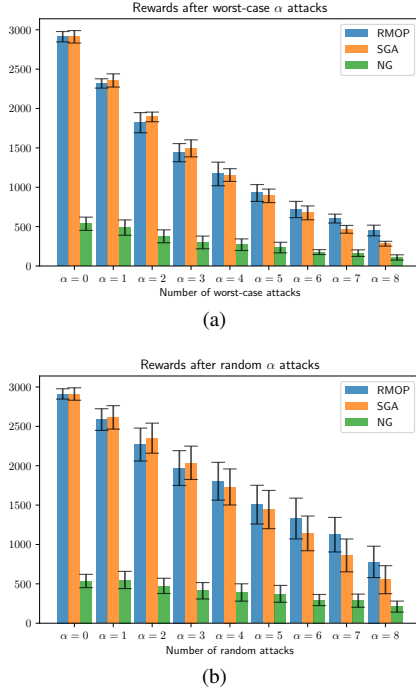 Rewards after worst-case α attacks
3000
2500
2000
1500
1000
500
0
RMOP
SGA
NG
α = 0 α = 1 α = 2 α = 3 α = 4 α = 5 α = 6 α = 7 α = 8
Number of worst-case attacks
(a)
Rewards after random α attacks
3000
2500
2000
1500
1000
500
0
RMOP
SGA
NG
α = 0 α = 1 α = 2 α = 3 α = 4 α = 5 α = 6 α = 7 α = 8
Number of random attacks
(b)